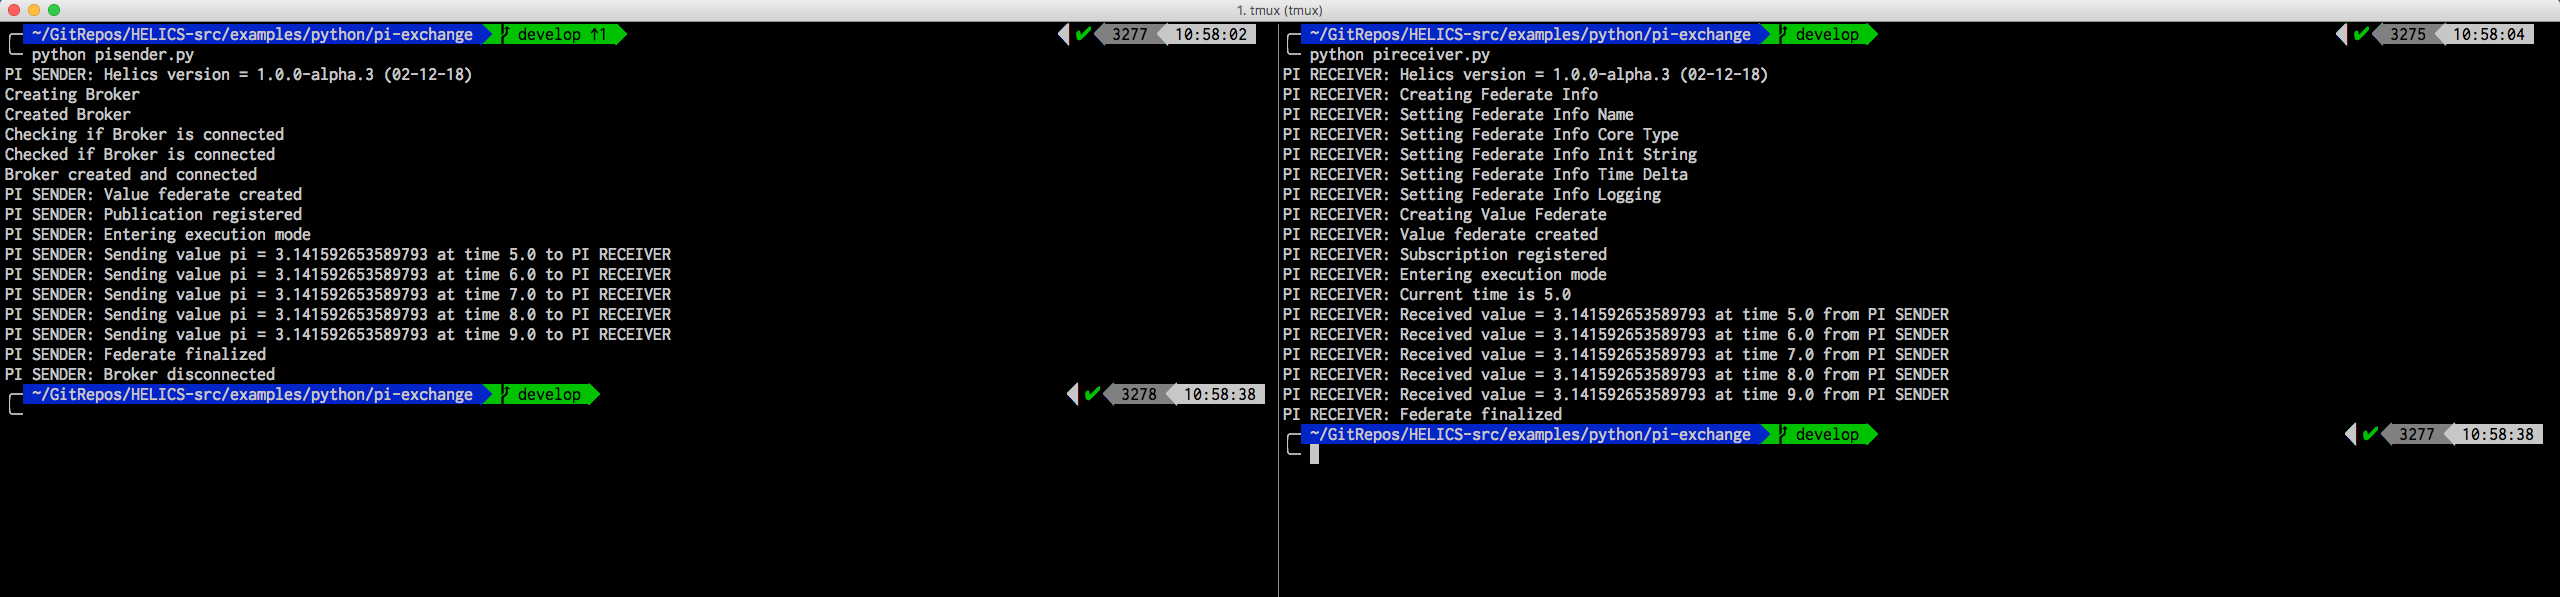 1. tmux (tmux)
~/GitRepos/HELICS-src/examples/python/pi-exchange develop ↑1 ✔ 3277 10:58:02
python pisender.py
PI SENDER: Helics version = 1.0.0-alpha.3 (02-12-18)
Creating Broker
Created Broker
Checking if Broker is connected
Checked if Broker is connected
Broker created and connected
PI SENDER: Value federate created
PI SENDER: Publication registered
PI SENDER: Entering execution mode
PI SENDER: Sending value pi = 3.141592653589793 at time 5.0 to PI RECEIVER
PI SENDER: Sending value pi = 3.141592653589793 at time 6.0 to PI RECEIVER
PI SENDER: Sending value pi = 3.141592653589793 at time 7.0 to PI RECEIVER
PI SENDER: Sending value pi = 3.141592653589793 at time 8.0 to PI RECEIVER
PI SENDER: Sending value pi = 3.141592653589793 at time 9.0 to PI RECEIVER
PI SENDER: Federate finalized
PI SENDER: Broker disconnected
~/GitRepos/HELICS-src/examples/python/pi-exchange develop ✔ 3278 10:58:38
~/GitRepos/HELICS-src/examples/python/pi-exchange develop ✔ 3275 10:58:04
python pireceiver.py
PI RECEIVER: Helics version = 1.0.0-alpha.3 (02-12-18)
PI RECEIVER: Creating Federate Info
PI RECEIVER: Setting Federate Info Name
PI RECEIVER: Setting Federate Info Core Type
PI RECEIVER: Setting Federate Info Init String
PI RECEIVER: Setting Federate Info Time Delta
PI RECEIVER: Setting Federate Info Logging
PI RECEIVER: Creating Value Federate
PI RECEIVER: Value federate created
PI RECEIVER: Subscription registered
PI RECEIVER: Entering execution mode
PI RECEIVER: Current time is 5.0
PI RECEIVER: Received value = 3.141592653589793 at time 5.0 from PI SENDER
PI RECEIVER: Received value = 3.141592653589793 at time 6.0 from PI SENDER
PI RECEIVER: Received value = 3.141592653589793 at time 7.0 from PI SENDER
PI RECEIVER: Received value = 3.141592653589793 at time 8.0 from PI SENDER
PI RECEIVER: Received value = 3.141592653589793 at time 9.0 from PI SENDER
PI RECEIVER: Federate finalized
~/GitRepos/HELICS-src/examples/python/pi-exchange develop ✔ 3277 10:58:38